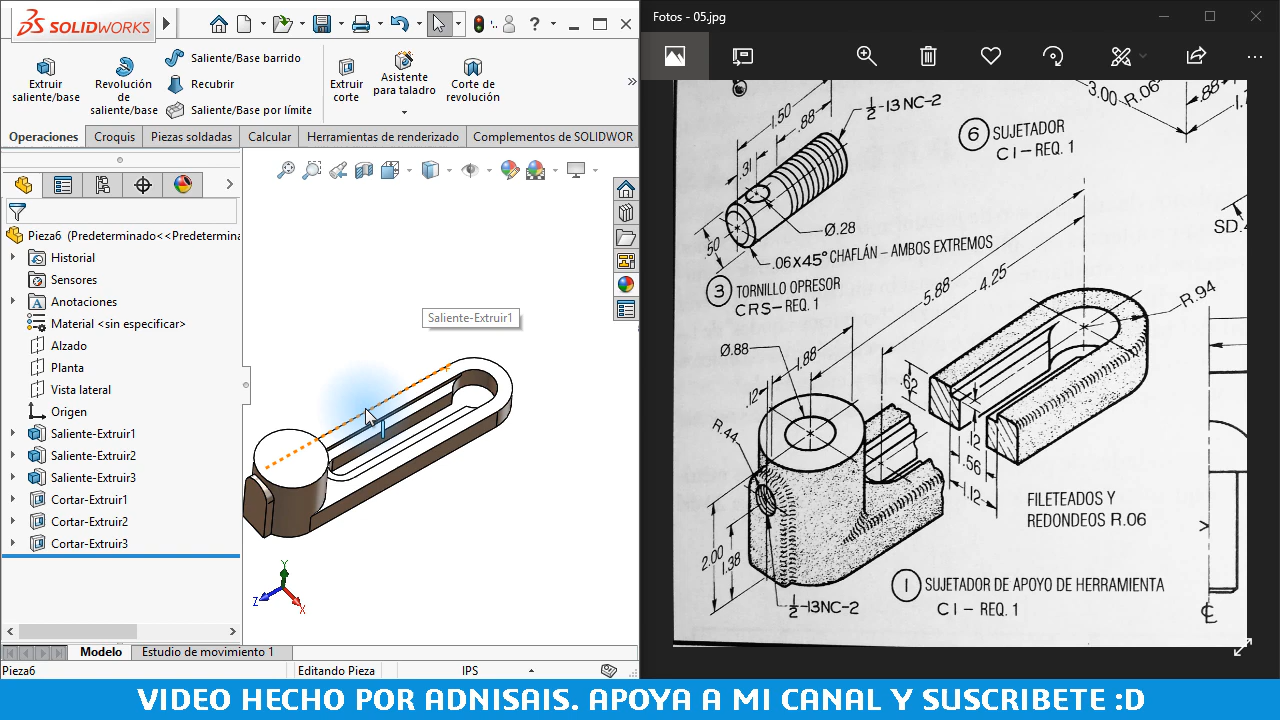 SOLIDWORKS
Extruir saliente/base
Revolución de saliente/base
Saliente/Base barrido
Recubrir
Saliente/Base por límite
Extruir corte
Asistente para taladro
Corte de revolución
Operaciones
Croquis
Piezas soldadas
Calcular
Herramientas de renderizado
Complementos de SOLIDWOR
Pieza6 (Predeterminado<<Predetermina
Historial
Sensores
Anotaciones
Material <sin especificar>
Alzado
Planta
Vista lateral
Origen
Saliente-Extruir1
Saliente-Extruir2
Saliente-Extruir3
Cortar-Extruir1
Cortar-Extruir2
Cortar-Extruir3
Saliente-Extruir1
Y
Z
X
Modelo
Estudio de movimiento 1
Pieza6
Editando Pieza
IPS
Fotos - 05.jpg
1.50
.88
½-13 NC-2
.31
.50
Ø.28
.06X45° CHAFLÁN - AMBOS EXTREMOS
3 TORNILLO OPRESOR
CRS-REQ. 1
6 SUJETADOR
CI-REQ. 1
3.00
R.06
.88
SD.
5.88
4.25
R.94
Ø.88
1.88
.12
.62
R.44
.12
.56
1.12
2.00
1.38
½-13NC-2
FILETEADOS Y
REDONDEOS R.06
1 SUJETADOR DE APOYO DE HERRAMIENTA
CI-REQ. 1
VIDEO HECHO POR ADNISAIS. APOYA A MI CANAL Y SUSCRIBETE :D